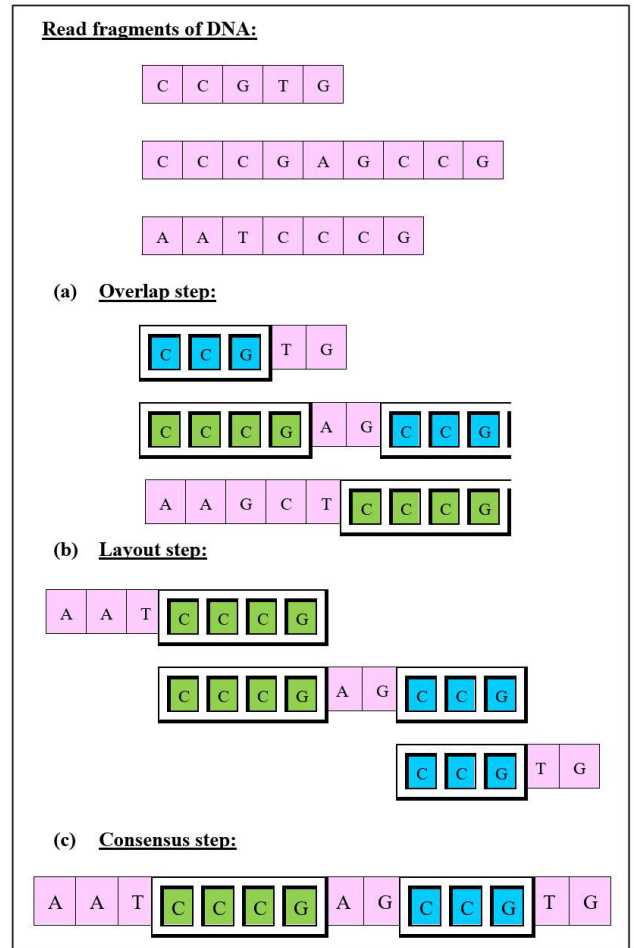 Read fragments of DNA:
C C G T G
C C C G A G C C G
A A T C C C G
(a) Overlap step:
C C G T G
C C C G A G C C G
A A G C T C C C G
(b) Layout step:
A A T C C C G
C C C G A G C C G
C C G T G
(c) Consensus step:
A A T C C C G A G C C G T G